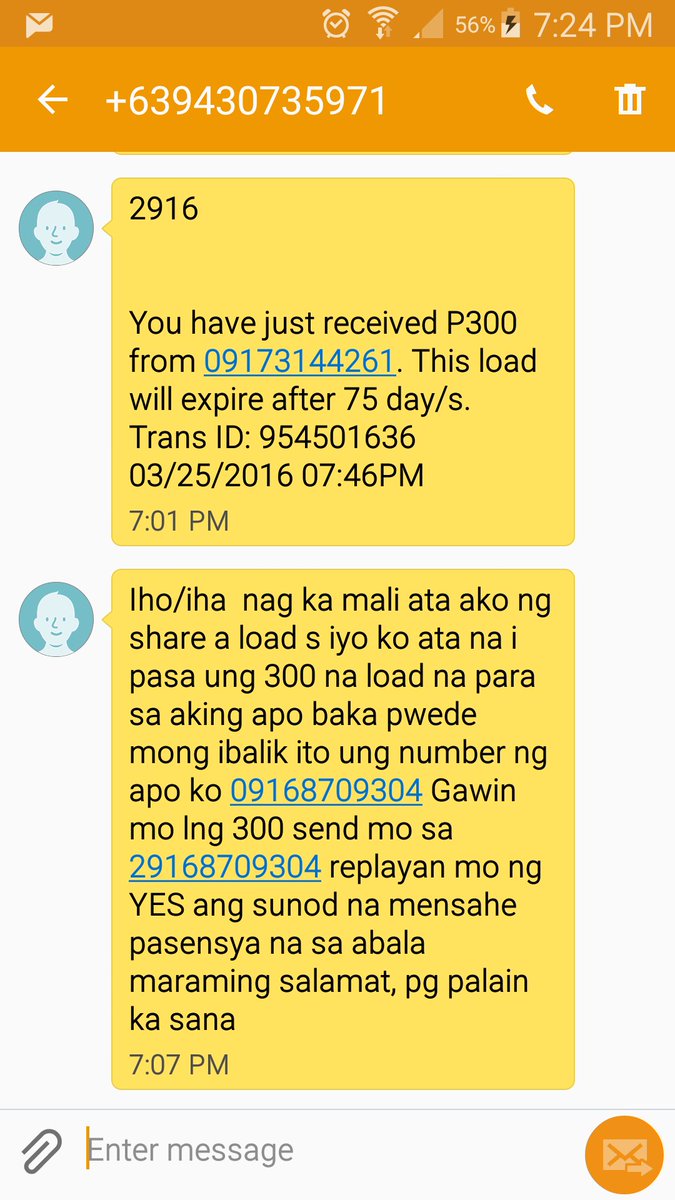 56% 7:24 PM
+639430735971
2916
You have just received P300
from 09173144261. This load
will expire after 75 day/s.
Trans ID: 954501636
03/25/2016 07:46PM
7:01 PM
Iho/iha  nag ka mali ata ako ng
share a load s iyo ko ata na i
pasa ung 300 na load na para
sa aking apo baka pwede
mong ibalik ito ung number ng
apo ko 09168709304 Gawin
mo lng 300 send mo sa
29168709304 replayan mo ng
YES ang sunod na mensahe
pasensya na sa abala
maraming salamat, pg palain
ka sana
7:07 PM
Enter message